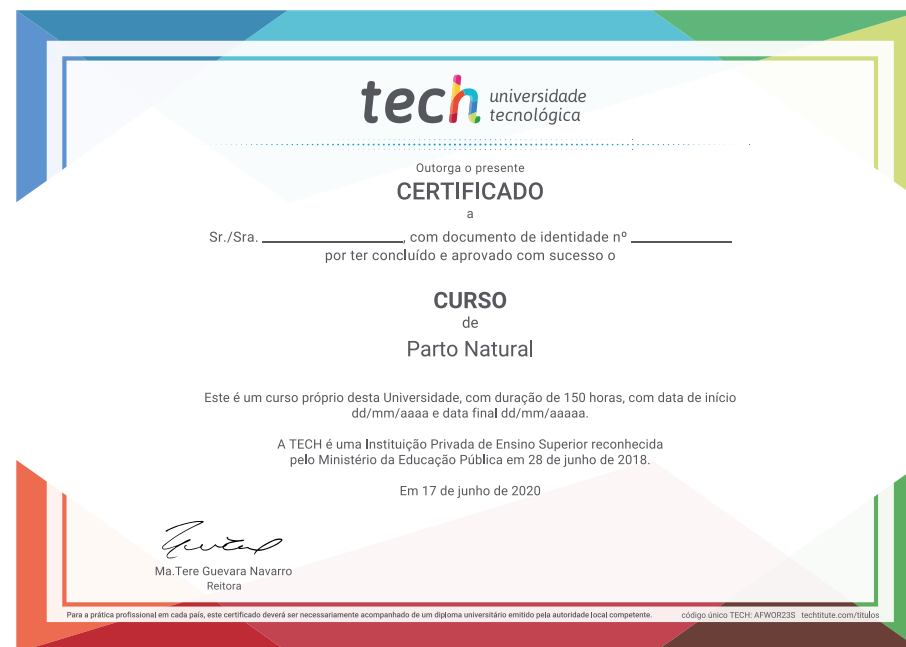 tech universidade
tecnológica
Outorga o presente
CERTIFICADO
a
Sr./Sra. ____________________, com documento de identidade nº ______________
por ter concluído e aprovado com sucesso o
CURSO
de
Parto Natural
Este é um curso próprio desta Universidade, com duração de 150 horas, com data de início
dd/mm/aaaa e data final dd/mm/aaaaa.
A TECH é uma Instituição Privada de Ensino Superior reconhecida
pelo Ministério da Educação Pública em 28 de junho de 2018.
Em 17 de junho de 2020
Ma.Tere Guevara Navarro
Reitora
Para a prática profissional em cada país, este certificado deverá ser necessariamente acompanhado de um diploma universitário emitido pela autoridade local competente. código único TECH: AFWOR23S techtitute.com/títulos